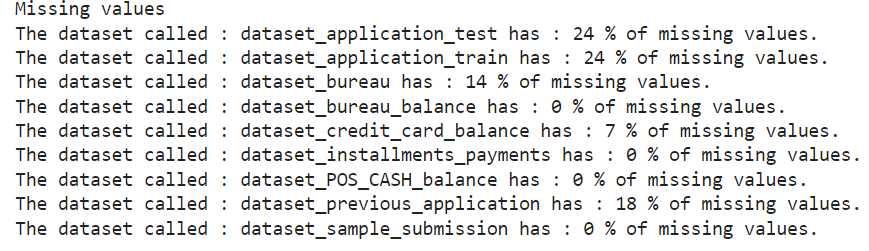 Missing values
The dataset called : dataset_application_test has : 24 % of missing values.
The dataset called : dataset_application_train has : 24 % of missing values.
The dataset called : dataset_bureau has : 14 % of missing values.
The dataset called : dataset_bureau_balance has : 0 % of missing values.
The dataset called : dataset_credit_card_balance has : 7 % of missing values.
The dataset called : dataset_installments_payments has : 0 % of missing values.
The dataset called : dataset_POS_CASH_balance has : 0 % of missing values.
The dataset called : dataset_previous_application has : 18 % of missing values.
The dataset called : dataset_sample_submission has : 0 % of missing values.